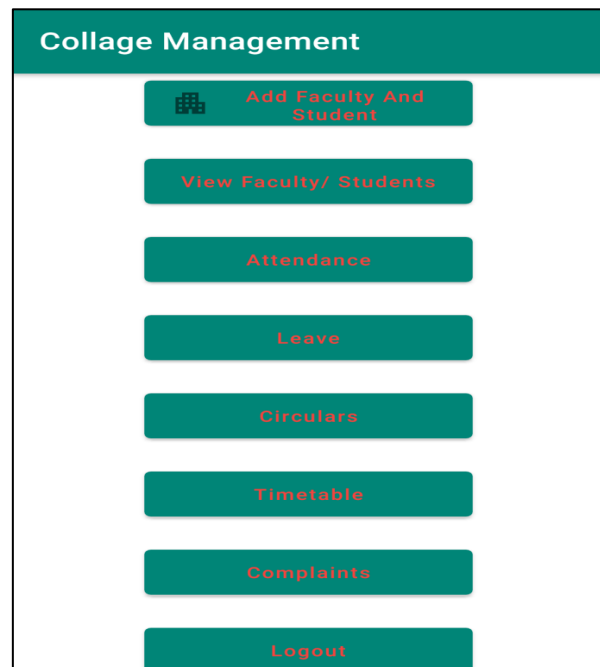 Collage Management
Add Faculty And
Student
View Faculty/ Students
Attendance
Leave
Circulars
Timetable
Complaints
Logout